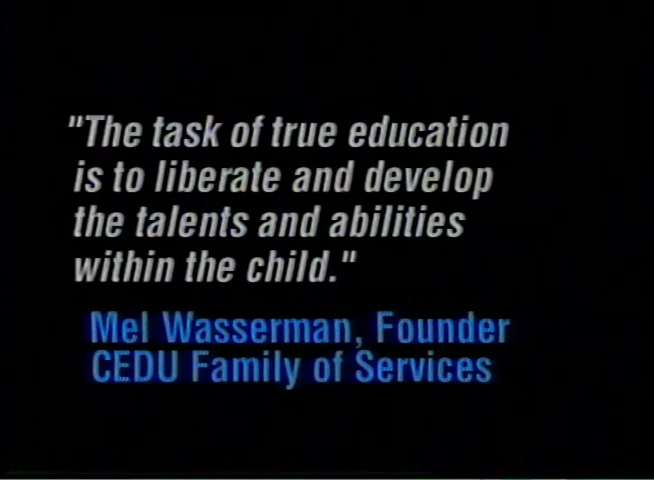 "The task of true education
is to liberate and develop
the talents and abilities
within the child."
Mel Wasserman, Founder
CEDU Family of Services